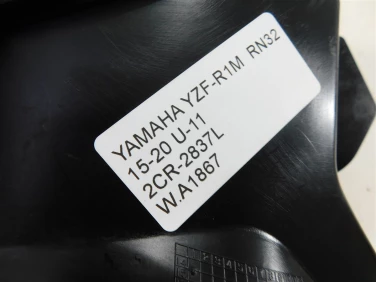 YAMAHA YZF-R1M RN32
15-20 U-11
2CR-2837L
W.A1867